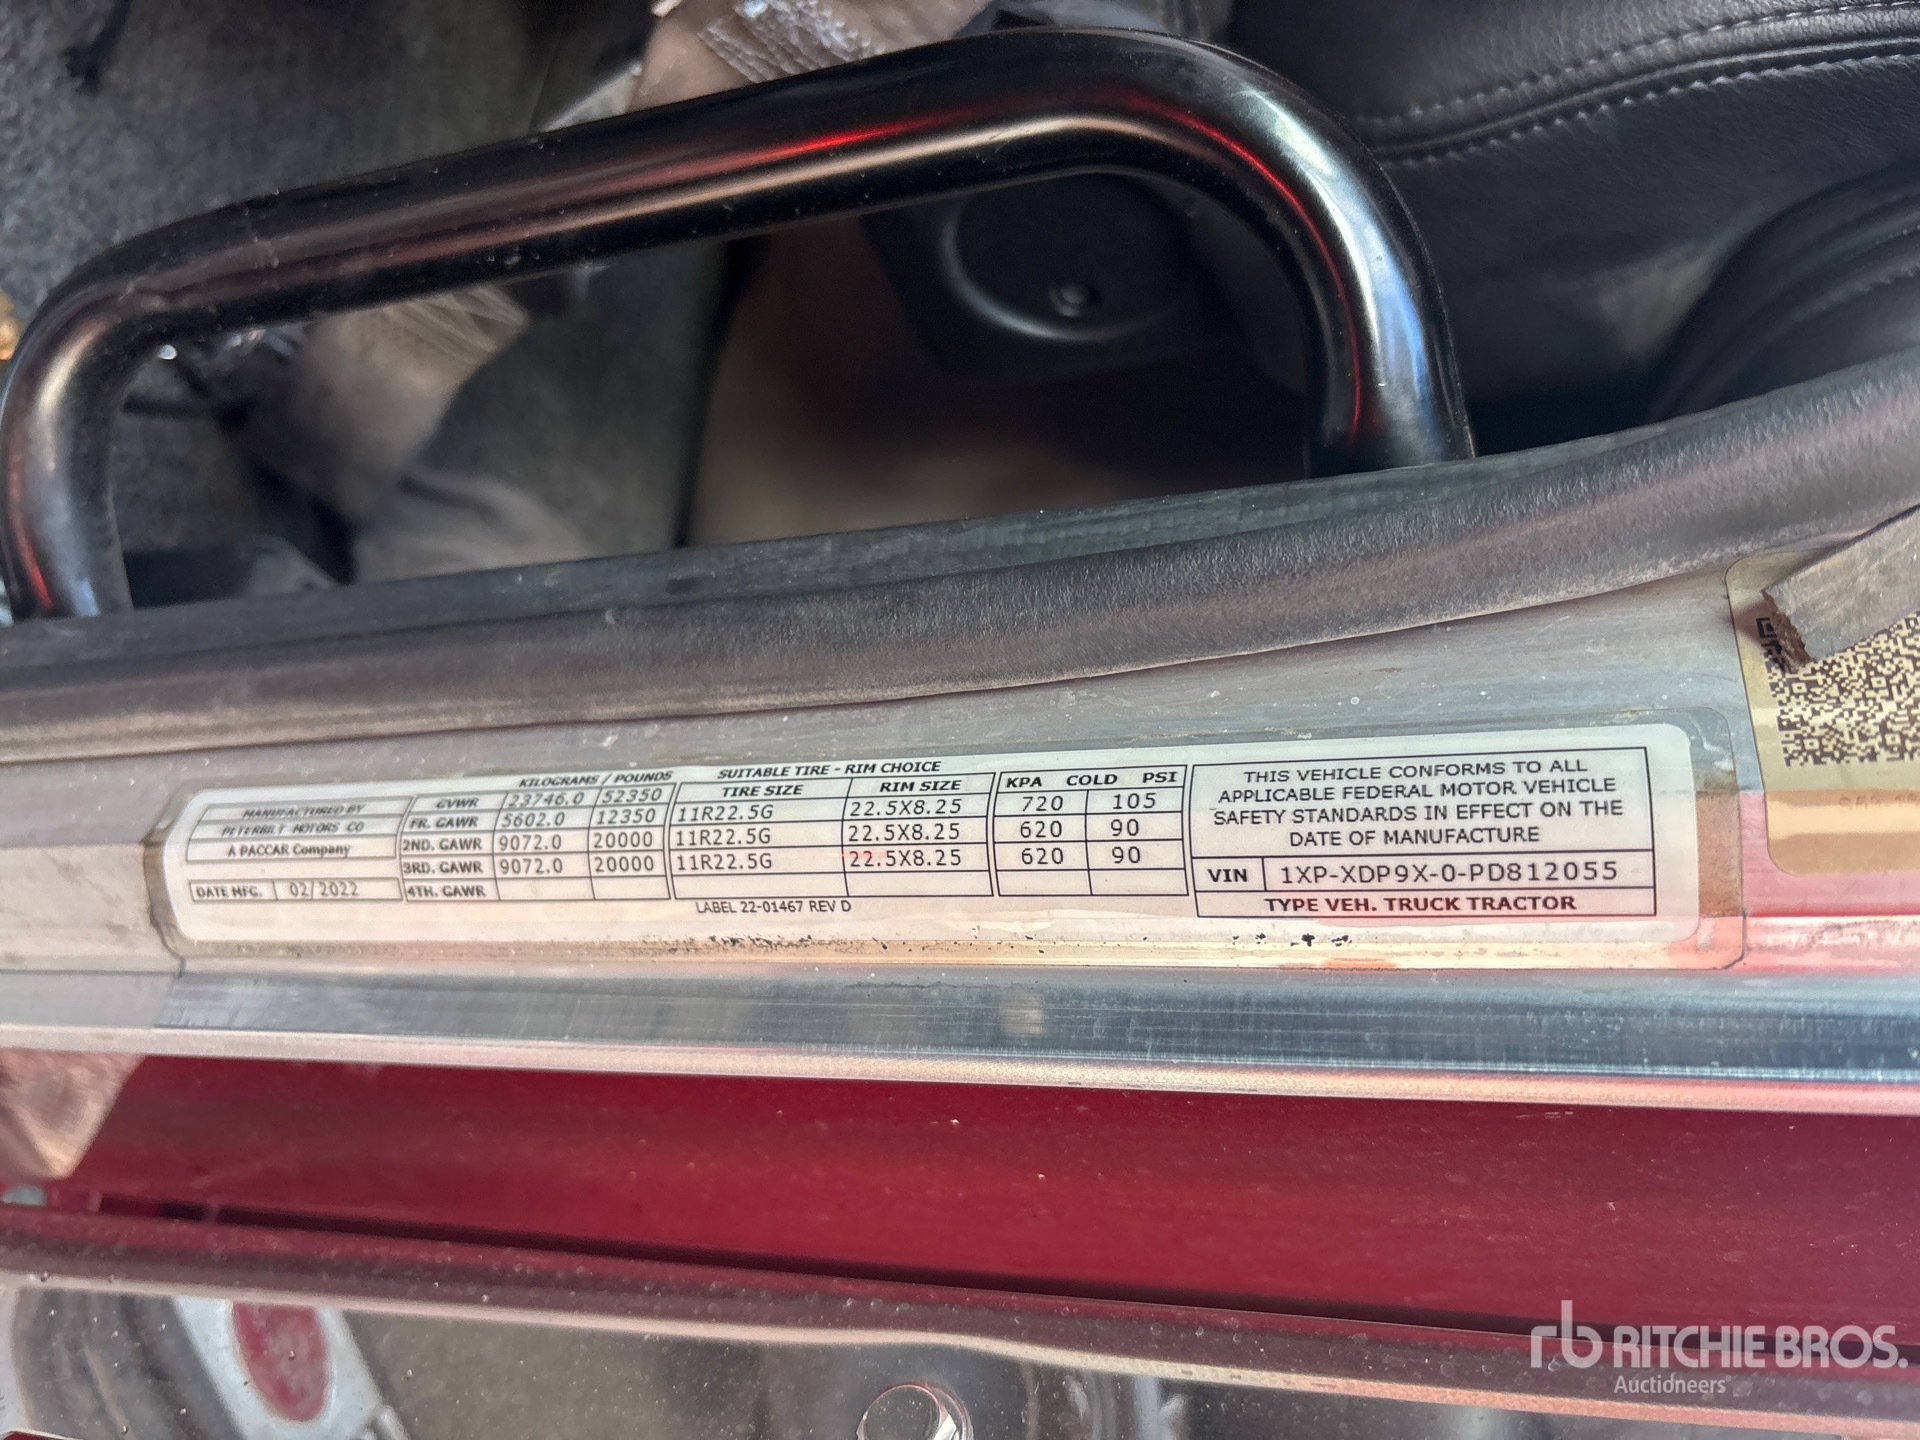 KILOGRAMS / POUNDS SUITABLE TIRE - RIM CHOICE
TIRE SIZE RIM SIZE KPA COLD PSI
MANUFACTURED BY
PETERBILT MOTORS CO
A PACCAR Company
DATE MFG. 02/2022
GVWR 23746.0 52350
FR. GAWR 5602.0 12350 11R22.5G 22.5X8.25 720 105
2ND. GAWR 9072.0 20000 11R22.5G 22.5X8.25 620 90
3RD. GAWR 9072.0 20000 11R22.5G 22.5X8.25 620 90
4TH. GAWR
LABEL 22-01467 REV D
THIS VEHICLE CONFORMS TO ALL
APPLICABLE FEDERAL MOTOR VEHICLE
SAFETY STANDARDS IN EFFECT ON THE
DATE OF MANUFACTURE
VIN 1XP-XDP9X-0-PD812055
TYPE VEH. TRUCK TRACTOR
rb RITCHIE BROS.
Auctioneers